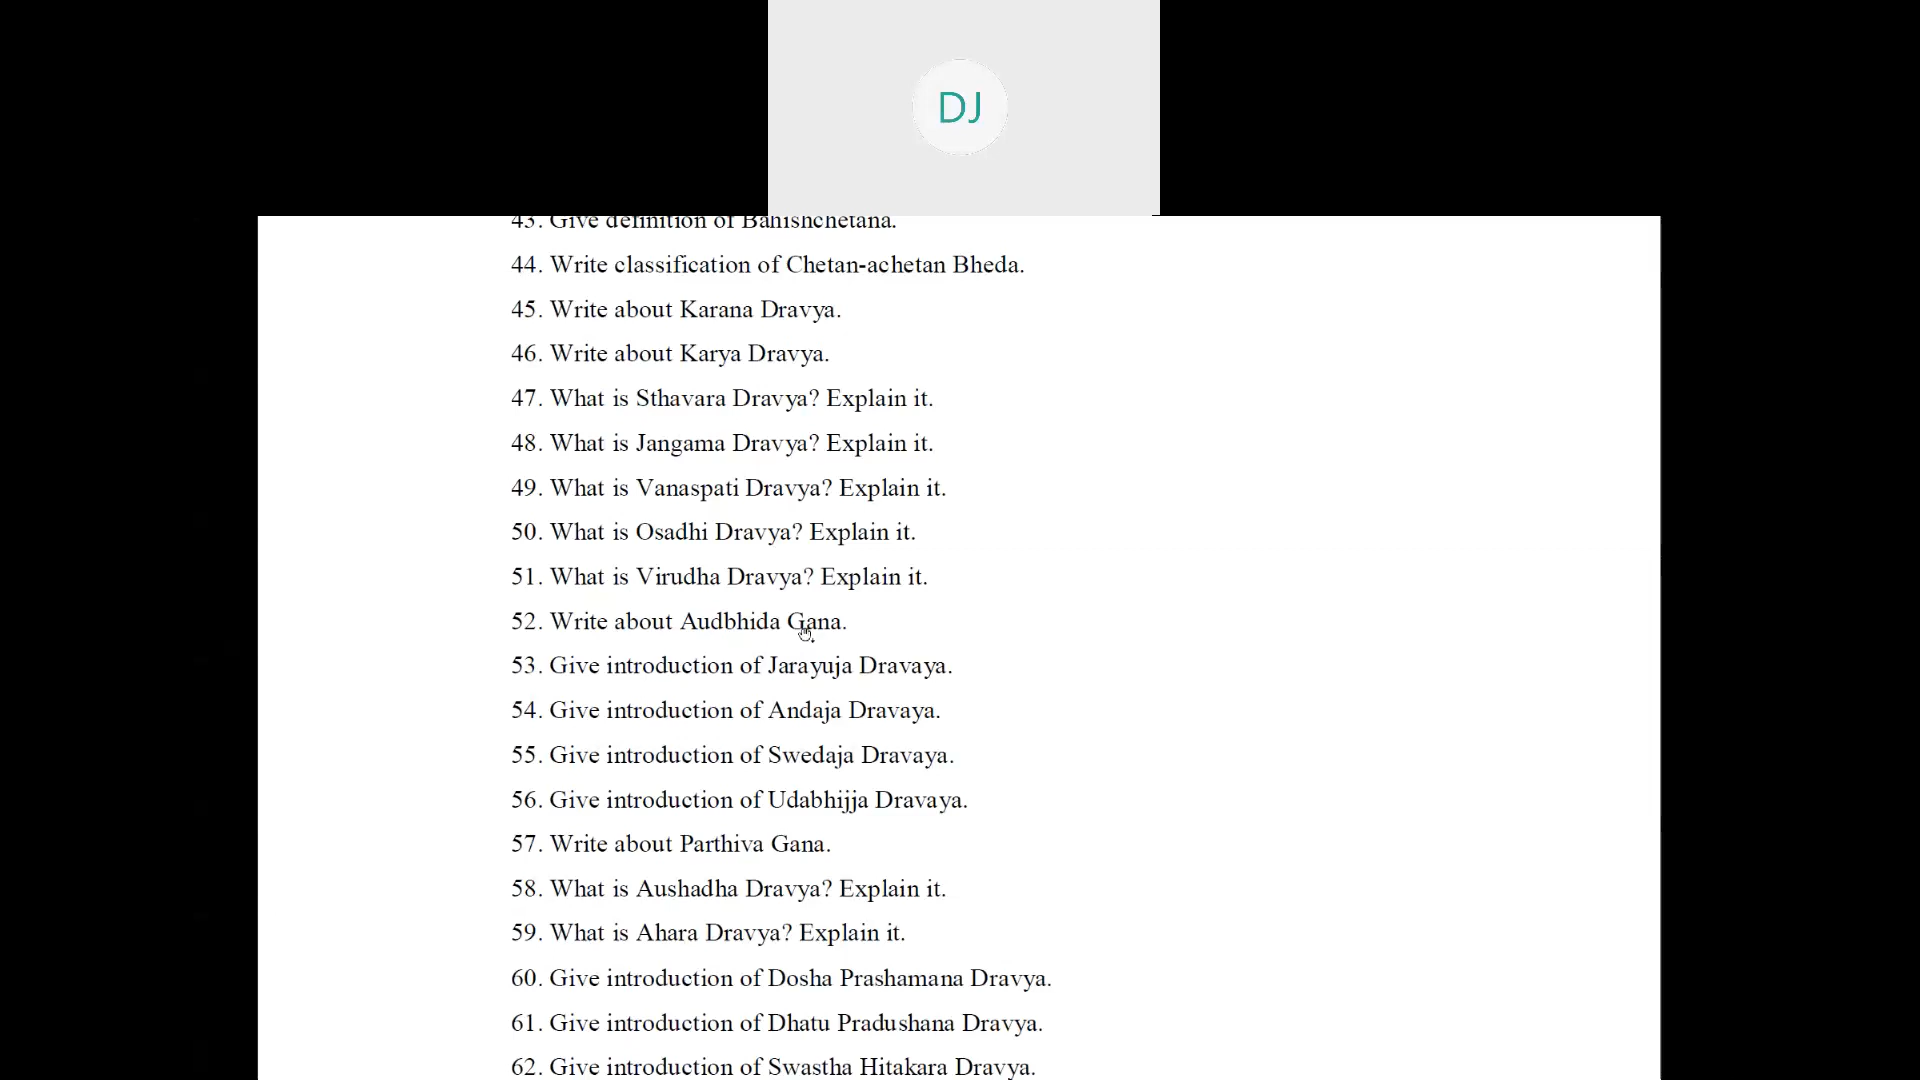 DJ
43. Give definition of Bahishchetana.
44. Write classification of Chetan-achetan Bheda.
45. Write about Karana Dravya.
46. Write about Karya Dravya.
47. What is Sthavara Dravya? Explain it.
48. What is Jangama Dravya? Explain it.
49. What is Vanaspati Dravya? Explain it.
50. What is Osadhi Dravya? Explain it.
51. What is Virudha Dravya? Explain it.
52. Write about Audbhida Gana.
53. Give introduction of Jarayuja Dravaya.
54. Give introduction of Andaja Dravaya.
55. Give introduction of Swedaja Dravaya.
56. Give introduction of Udabhijja Dravaya.
57. Write about Parthiva Gana.
58. What is Aushadha Dravya? Explain it.
59. What is Ahara Dravya? Explain it.
60. Give introduction of Dosha Prashamana Dravya.
61. Give introduction of Dhatu Pradushana Dravya.
62. Give introduction of Swastha Hitakara Dravya.